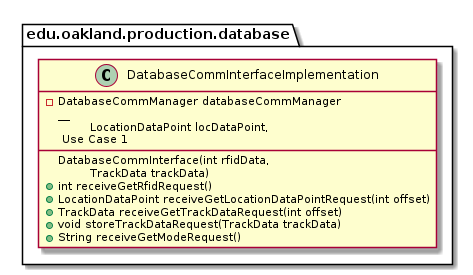 edu.oakland.production.database
C DatabaseCommInterfaceImplementation
DatabaseCommManager databaseCommManager
__
LocationDataPoint locDataPoint,
Use Case 1
DatabaseCommInterface(int rfidData,
TrackData trackData)
int receiveGetRfidRequest()
LocationDataPoint receiveGetLocationDataPointRequest(int offset)
TrackData receiveGetTrackDataRequest(int offset)
void storeTrackDataRequest(TrackData trackData)
String receiveGetModeRequest()